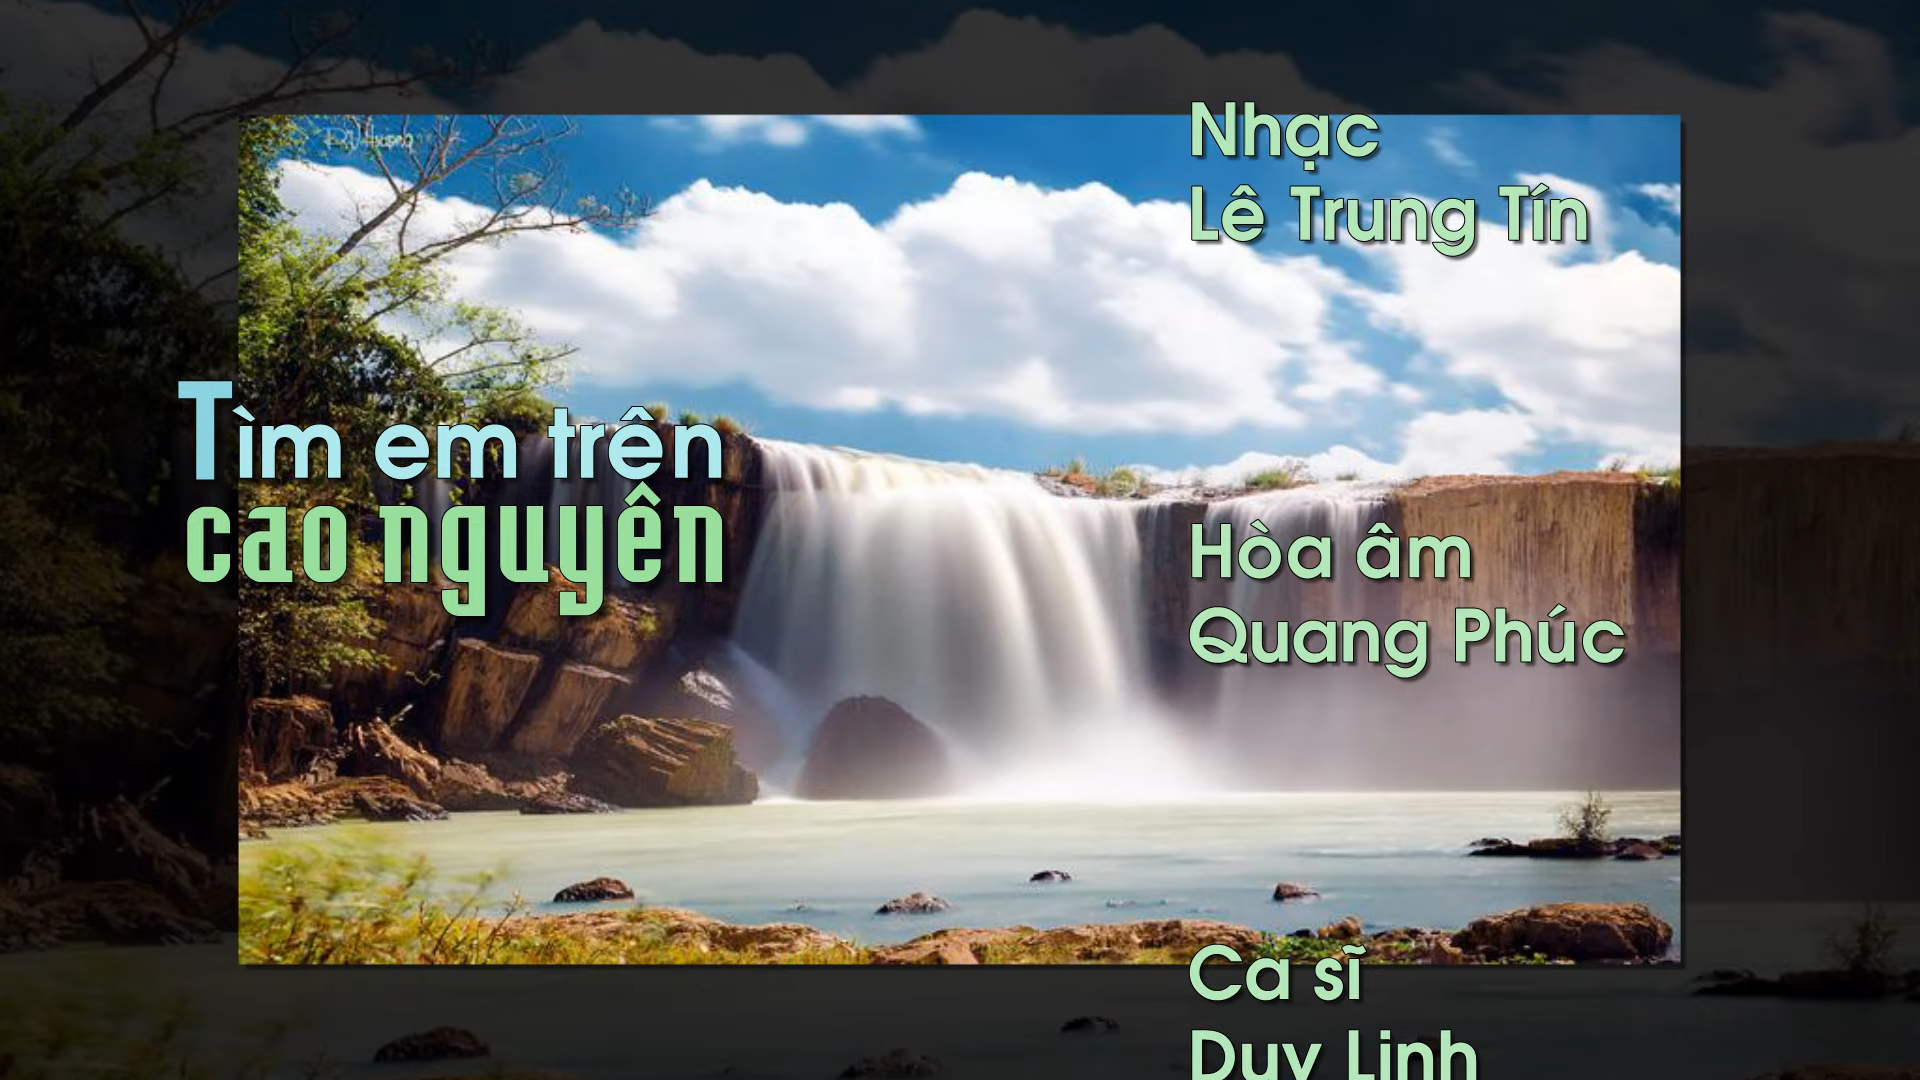 Tìm em trên
cao nguyên
Nhạc
Lê Trung Tín
Hòa âm
Quang Phúc
Ca sĩ
Duy Linh